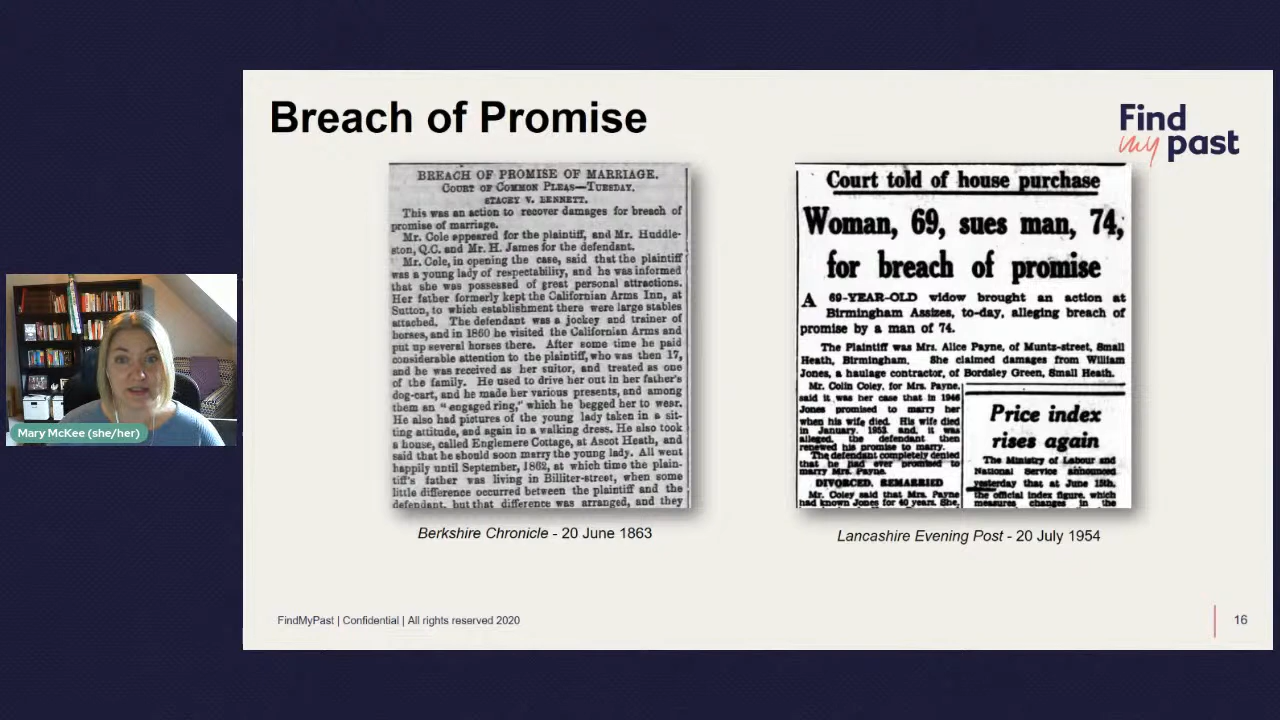 Breach of Promise
Find
my past
BREACH OF PROMISE OF MARRIAGE.
COURT OF COMMON PLEAS—TUESDAY.
STACEY V. BENNETT.
This was an action to recover damages for breach of
promise of marriage.
Mr. Cole appeared for the plaintiff, and Mr. Huddle-
ston, Q.C. and Mr. H. James for the defendant.
Mr. Cole, in opening the case, said that the plaintiff
was a young lady of respectability, and he was informed
that she was possessed of great personal attractions.
Her father formerly kept the Californian Arms Inn, at
Sutton, to which establishment there were large stables
attached. The defendant was a jockey and trainer of
horses, and in 1860 he visited the Californian Arms and
put up several horses there. After some time he paid
considerable attention to the plaintiff, who was then 17,
and he was received as her suitor, and treated as one
of the family. He used to drive her out in her father's
dog-cart, and he made her various presents, and among
them an "engaged ring," which he begged her to wear.
He also had pictures of the young lady taken in a sit-
ting attitude, and again in a walking dress. He also took
a house, called Englemere Cottage, at Ascot Heath, and
said that he should soon marry the young lady. All went
happily until September, 1862, at which time the plain-
tiff's father was living in Billiter-street, when some
little difference occurred between the plaintiff and the
defendant, but that difference was arranged, and they
Berkshire Chronicle - 20 June 1863
Court told of house purchase
Woman, 69, sues man, 74,
for breach of promise
A 69-YEAR-OLD widow brought an action at
Birmingham Assizes, to-day, alleging breach of
promise by a man of 74.
The Plaintiff was Mrs. Alice Payne, of Muntz-street, Small
Heath, Birmingham. She claimed damages from William
Jones, a haulage contractor, of Bordsley Green, Small Heath.
Mr. Colin Coley, for Mrs. Payne,
said it was her case that in 1946
Jones promised to marry her
when his wife died. His wife died
in January, 1953 and, it was
alleged, the defendant then
renewed his promise to marry.
The defendant completely denied
that he had ever promised to
marry Mrs. Payne.
DIVORCED, REMARRIED
Mr. Coley said that Mrs. Payne
had known Jones for 40 years. She,
Price index
rises again
The Ministry of Labour and
National Service announced
yesterday that at June 15th,
the official index figure, which
measures changes in the
Lancashire Evening Post - 20 July 1954
Mary McKee (she/her)
FindMyPast | Confidential | All rights reserved 2020
16